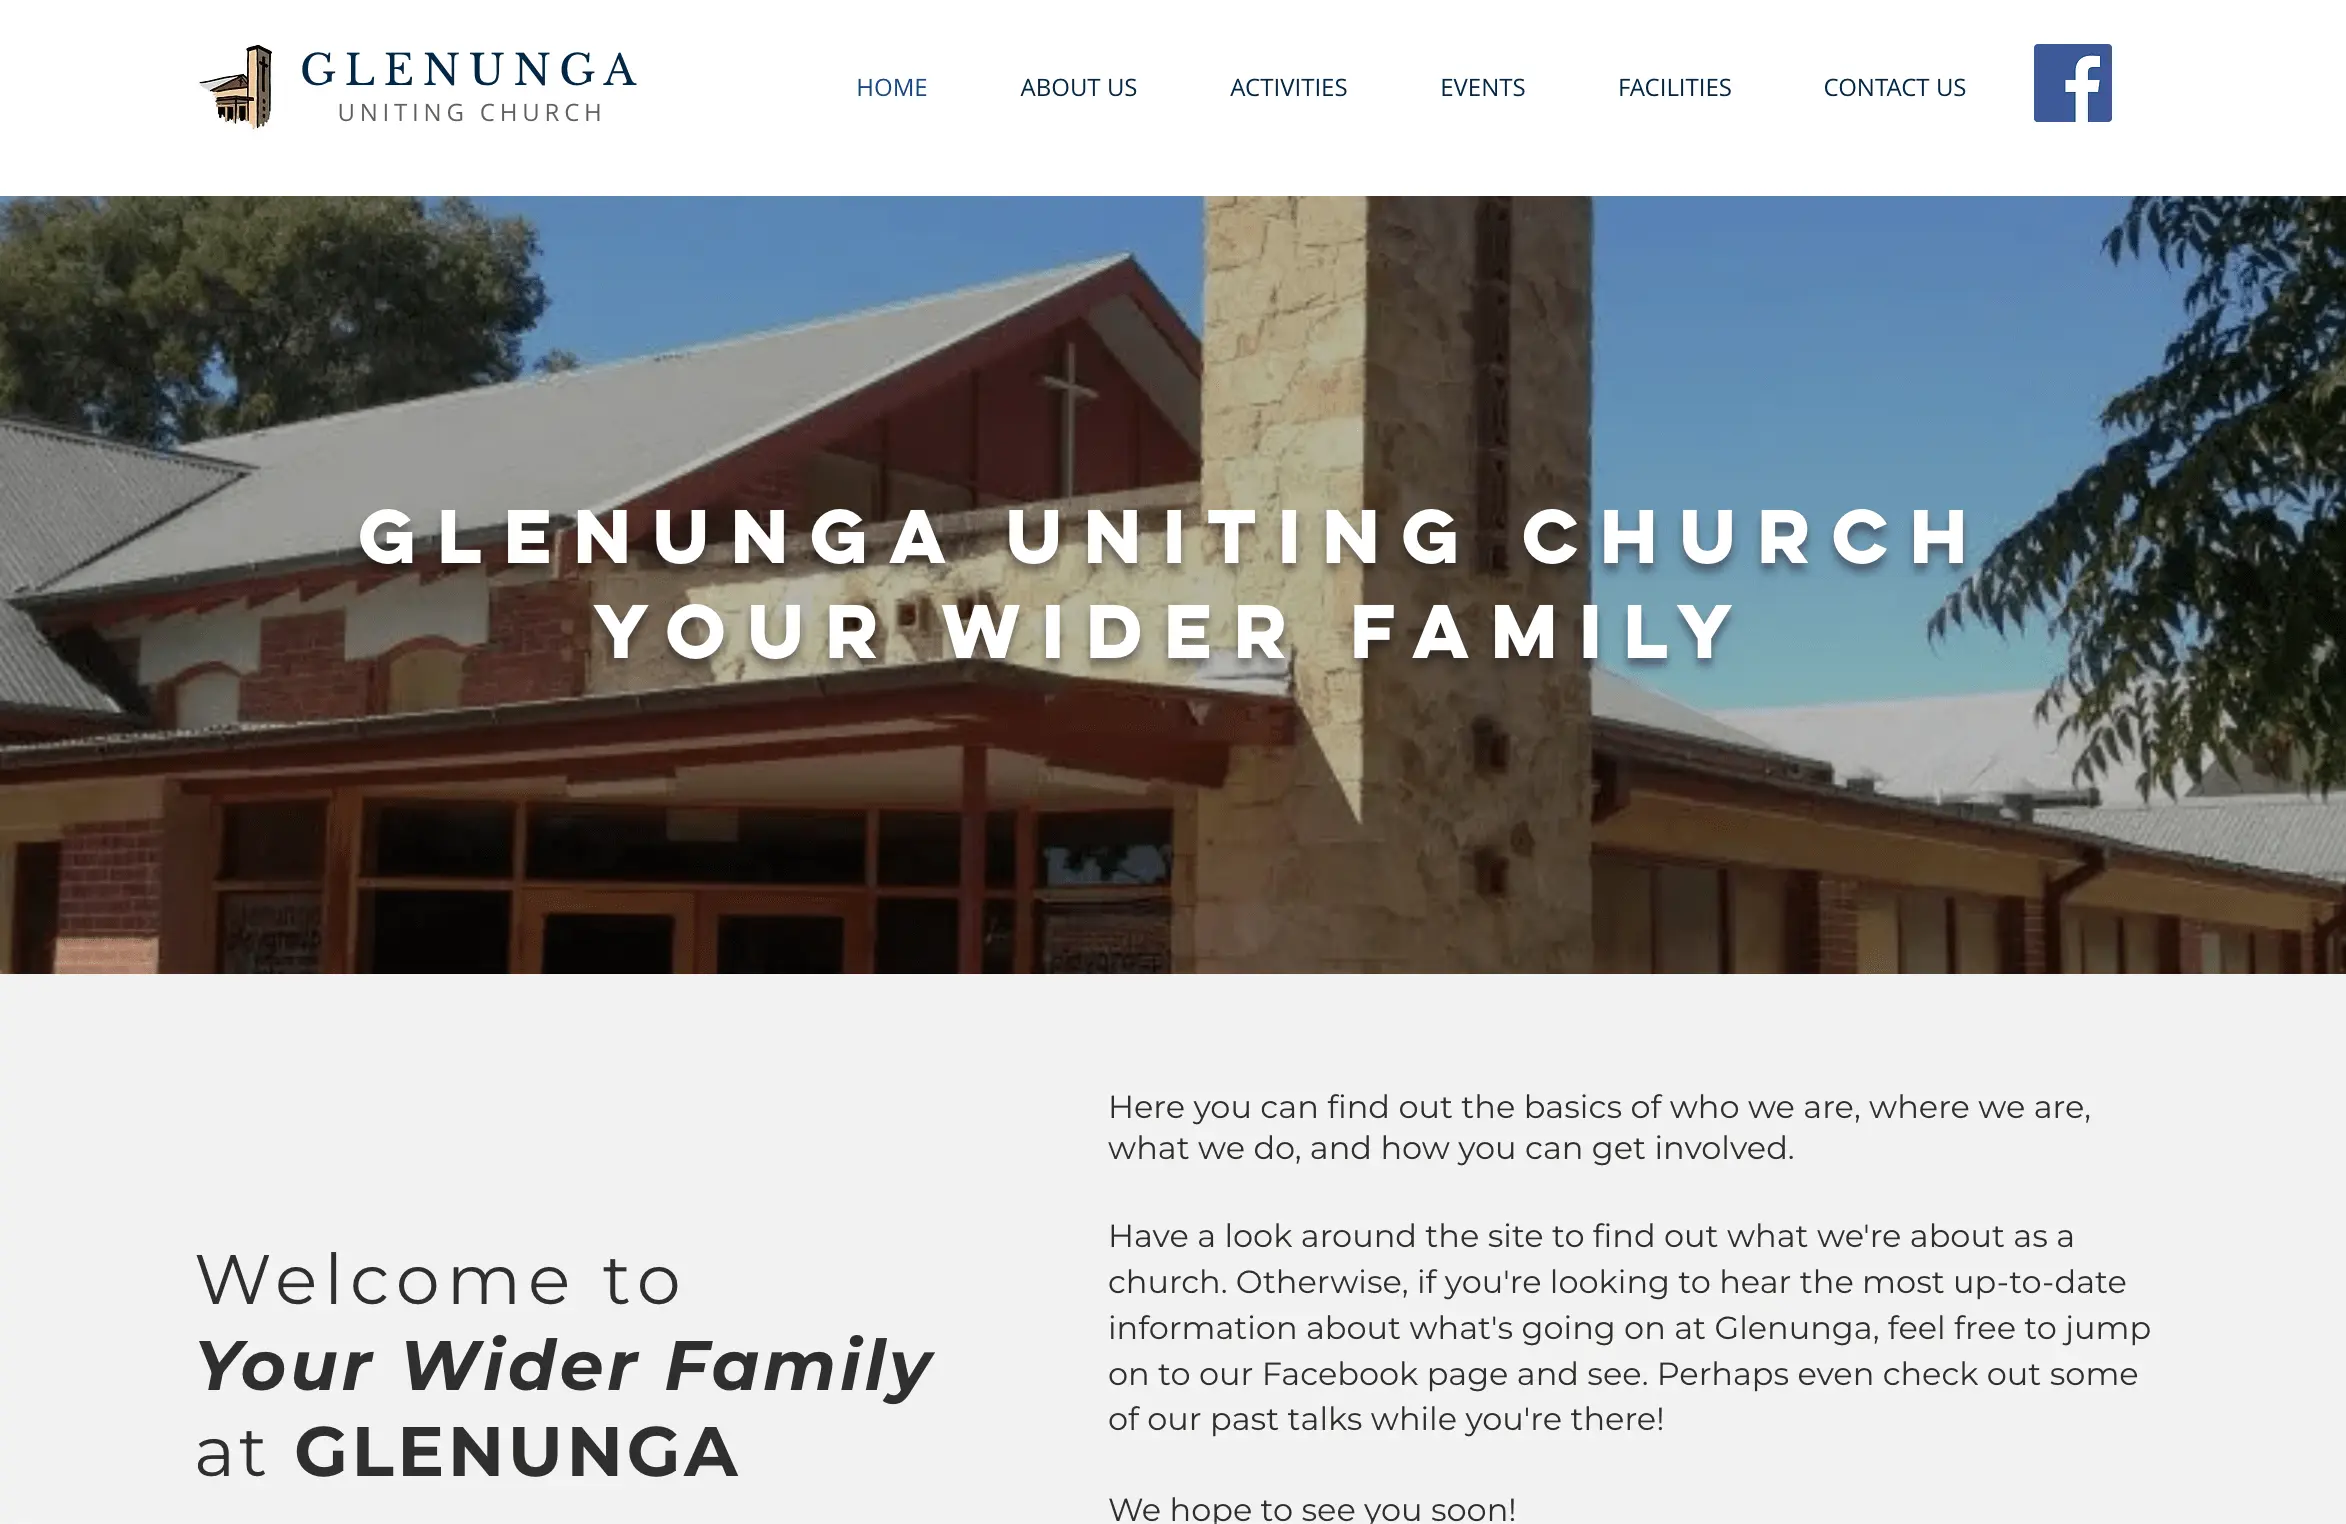 GLENUNGA
UNITING CHURCH
HOME
ABOUT US
ACTIVITIES
EVENTS
FACILITIES
CONTACT US
f
GLENUNGA UNITING CHURCH
YOUR WIDER FAMILY
Welcome to
Your Wider Family
at GLENUNGA
Here you can find out the basics of who we are, where we are,
what we do, and how you can get involved.
Have a look around the site to find out what we're about as a
church. Otherwise, if you're looking to hear the most up-to-date
information about what's going on at Glenunga, feel free to jump
on to our Facebook page and see. Perhaps even check out some
of our past talks while you're there!
We hope to see you soon!